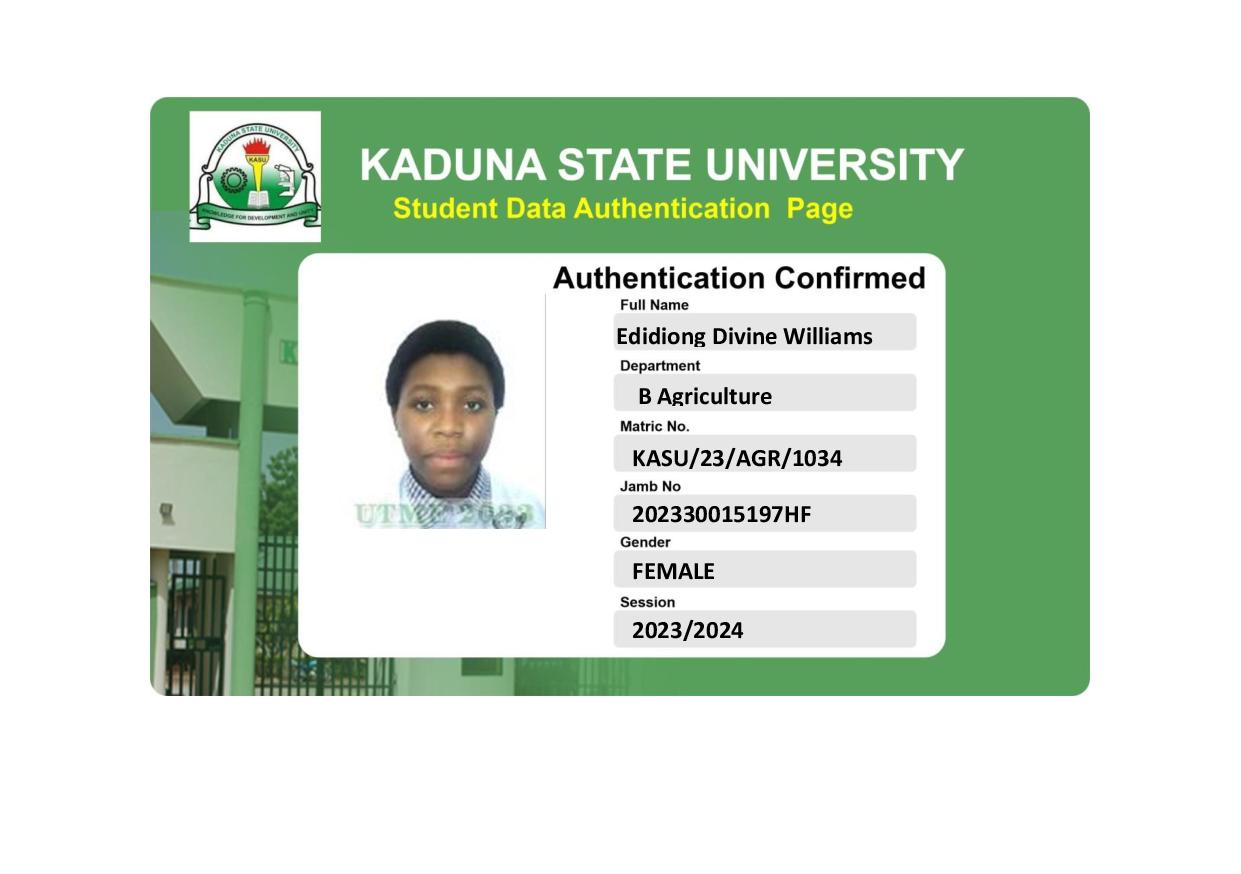 KADUNA STATE UNIVERSITY
KASU
KNOWLEDGE FOR DEVELOPMENT AND UNITY
KADUNA STATE UNIVERSITY
Student Data Authentication Page
Authentication Confirmed
Full Name
Edidiong Divine Williams
Department
B Agriculture
Matric No.
KASU/23/AGR/1034
Jamb No
202330015197HF
Gender
FEMALE
Session
2023/2024
UTME 2023
K